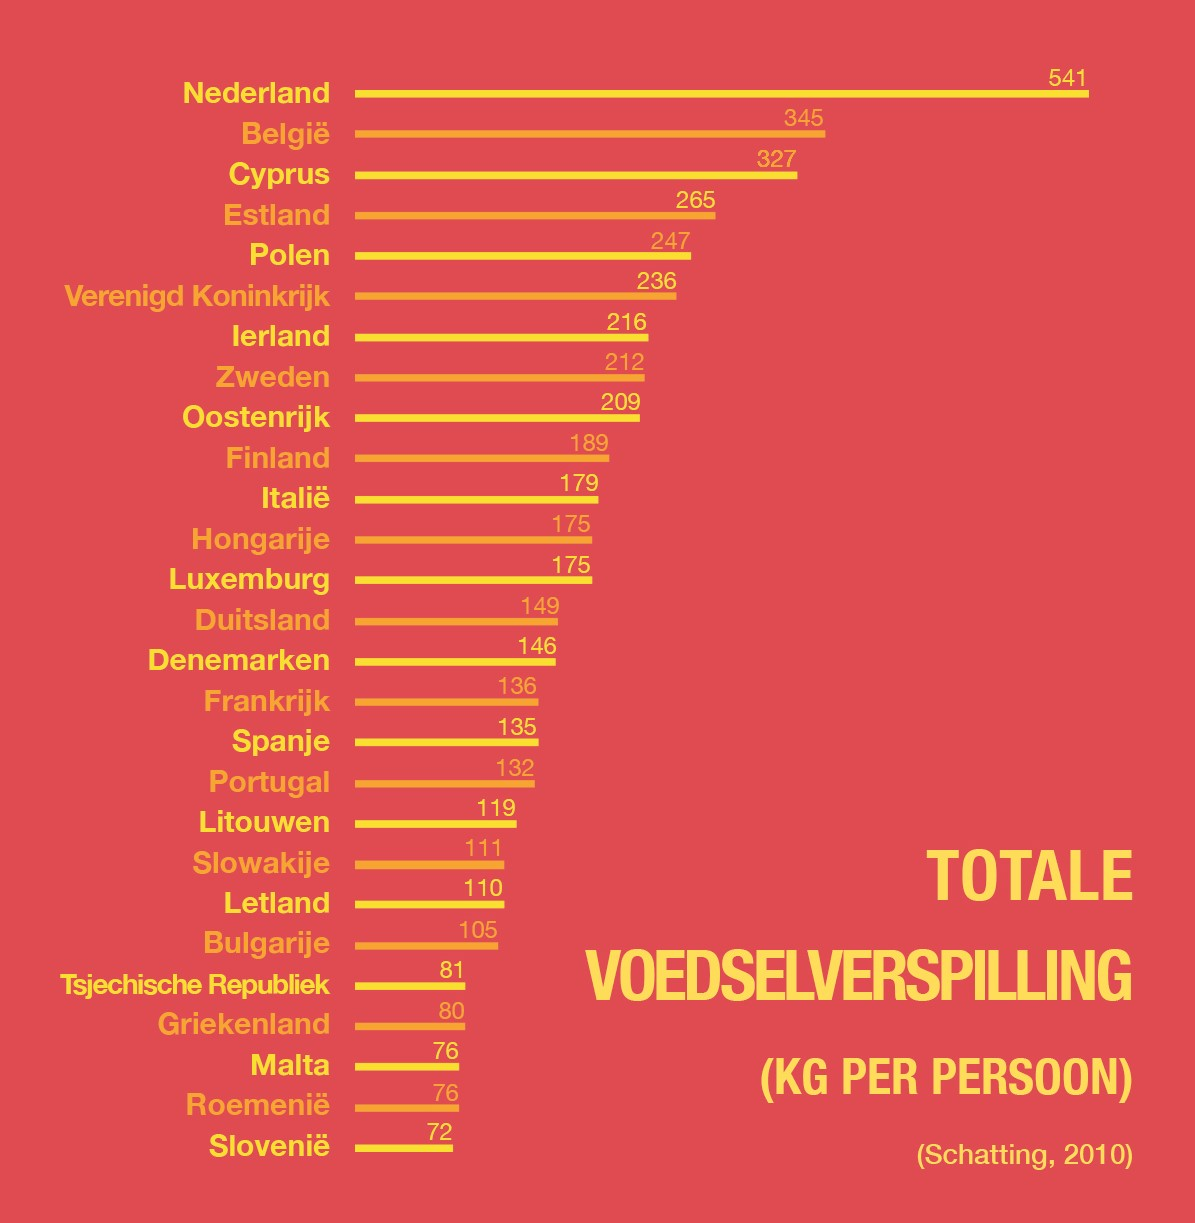 Nederland 541
België 345
Cyprus 327
Estland 265
Polen 247
Verenigd Koninkrijk 236
Ierland 216
Zweden 212
Oostenrijk 209
Finland 189
Italië 179
Hongarije 175
Luxemburg 175
Duitsland 149
Denemarken 146
Frankrijk 136
Spanje 135
Portugal 132
Litouwen 119
Slowakije 111
Letland 110
Bulgarije 105
Tsjechische Republiek 81
Griekenland 80
Malta 76
Roemenië 76
Slovenië 72
TOTALE
VOEDSELVERSPILLING
(KG PER PERSOON)
(Schatting, 2010)